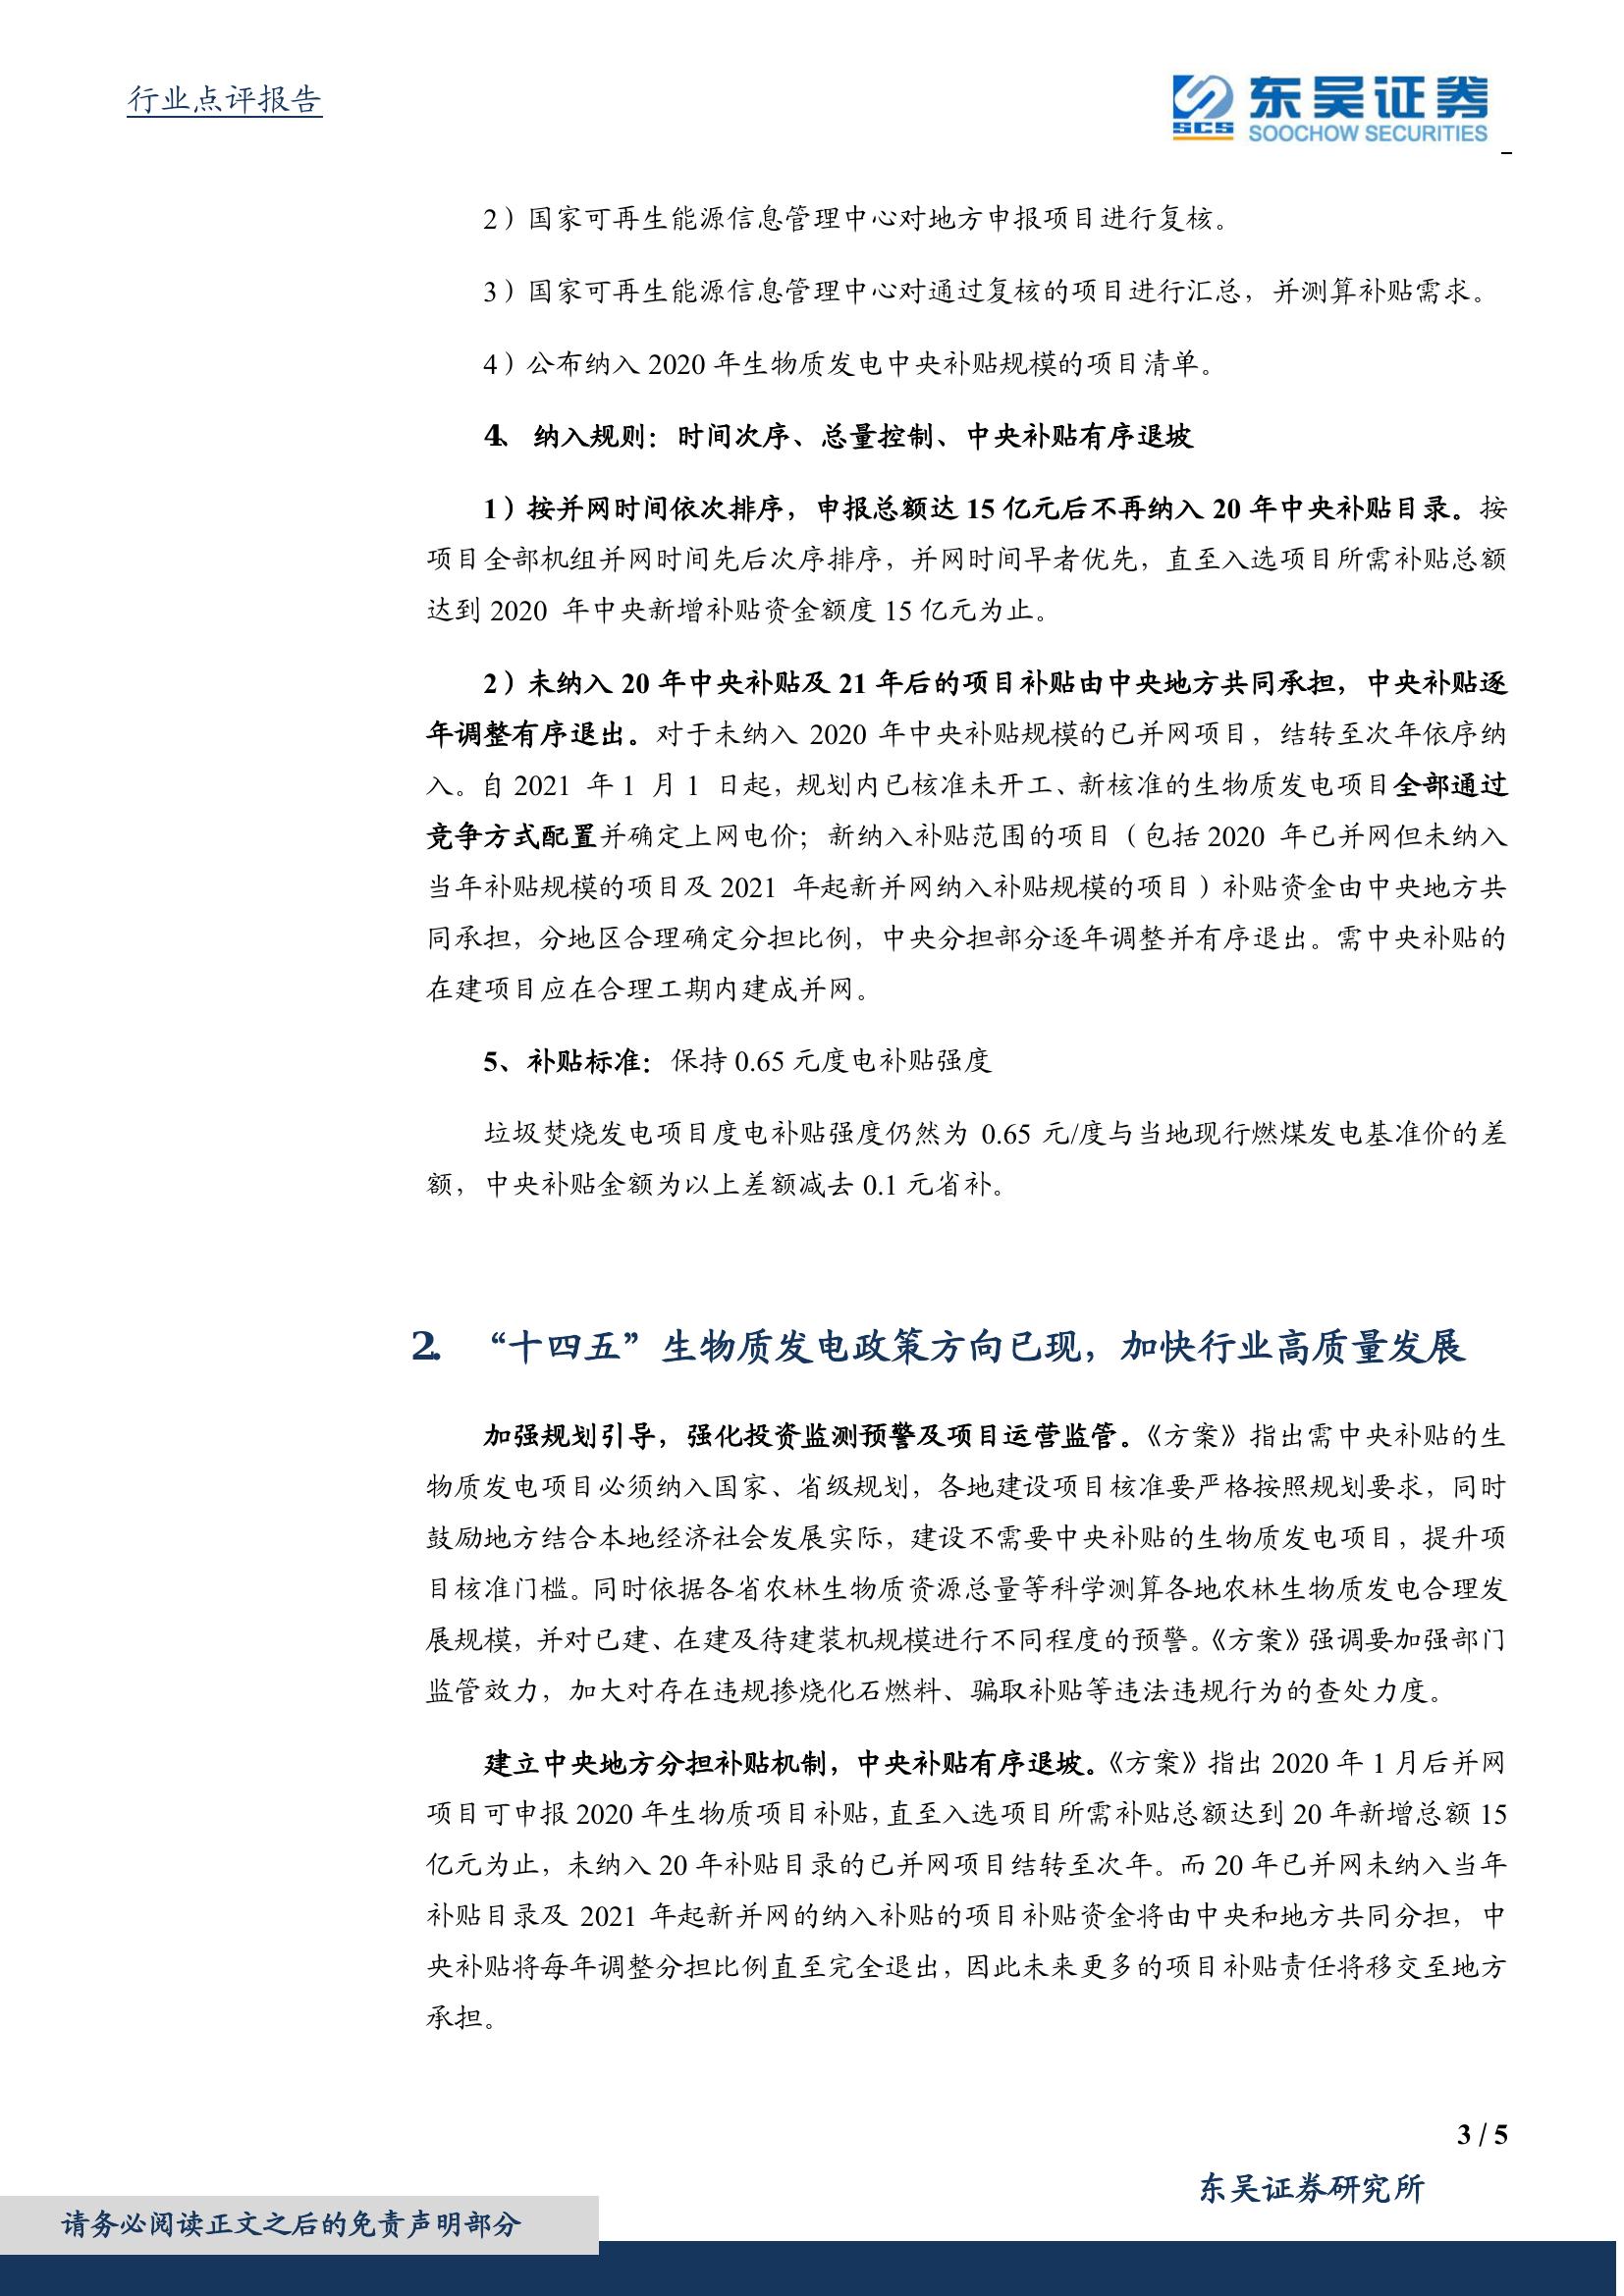 行业点评报告
SCS
东吴证券
SOOCHOW SECURITIES
2）国家可再生能源信息管理中心对地方申报项目进行复核。
3）国家可再生能源信息管理中心对通过复核的项目进行汇总，并测算补贴需求。
4）公布纳入 2020 年生物质发电中央补贴规模的项目清单。
4、 纳入规则：时间次序、总量控制、中央补贴有序退坡
1）按并网时间依次排序，申报总额达 15 亿元后不再纳入 20 年中央补贴目录。按
项目全部机组并网时间先后次序排序，并网时间早者优先，直至入选项目所需补贴总额
达到 2020 年中央新增补贴资金额度 15 亿元为止。
2）未纳入 20 年中央补贴及 21 年后的项目补贴由中央地方共同承担，中央补贴逐
年调整有序退出。对于未纳入 2020 年中央补贴规模的已并网项目，结转至次年依序纳
入。自 2021 年 1 月 1 日起，规划内已核准未开工、新核准的生物质发电项目全部通过
竞争方式配置并确定上网电价；新纳入补贴范围的项目（包括 2020 年已并网但未纳入
当年补贴规模的项目及 2021 年起新并网纳入补贴规模的项目）补贴资金由中央地方共
同承担，分地区合理确定分担比例，中央分担部分逐年调整并有序退出。需中央补贴的
在建项目应在合理工期内建成并网。
5、补贴标准：保持 0.65 元度电补贴强度
垃圾焚烧发电项目度电补贴强度仍然为 0.65 元/度与当地现行燃煤发电基准价的差
额，中央补贴金额为以上差额减去 0.1 元省补。
2. “十四五”生物质发电政策方向已现，加快行业高质量发展
加强规划引导，强化投资监测预警及项目运营监管。《方案》指出需中央补贴的生
物质发电项目必须纳入国家、省级规划，各地建设项目核准要严格按照规划要求，同时
鼓励地方结合本地经济社会发展实际，建设不需要中央补贴的生物质发电项目，提升项
目核准门槛。同时依据各省农林生物质资源总量等科学测算各地农林生物质发电合理发
展规模，并对已建、在建及待建装机规模进行不同程度的预警。《方案》强调要加强部门
监管效力，加大对存在违规掺烧化石燃料、骗取补贴等违法违规行为的查处力度。
建立中央地方分担补贴机制，中央补贴有序退坡。《方案》指出 2020 年 1 月后并网
项目可申报 2020 年生物质项目补贴，直至入选项目所需补贴总额达到 20 年新增总额 15
亿元为止，未纳入 20 年补贴目录的已并网项目结转至次年。而 20 年已并网未纳入当年
补贴目录及 2021 年起新并网的纳入补贴的项目补贴资金将由中央和地方共同分担，中
央补贴将每年调整分担比例直至完全退出，因此未来更多的项目补贴责任将移交至地方
承担。
3 / 5
东吴证券研究所
请务必阅读正文之后的免责声明部分